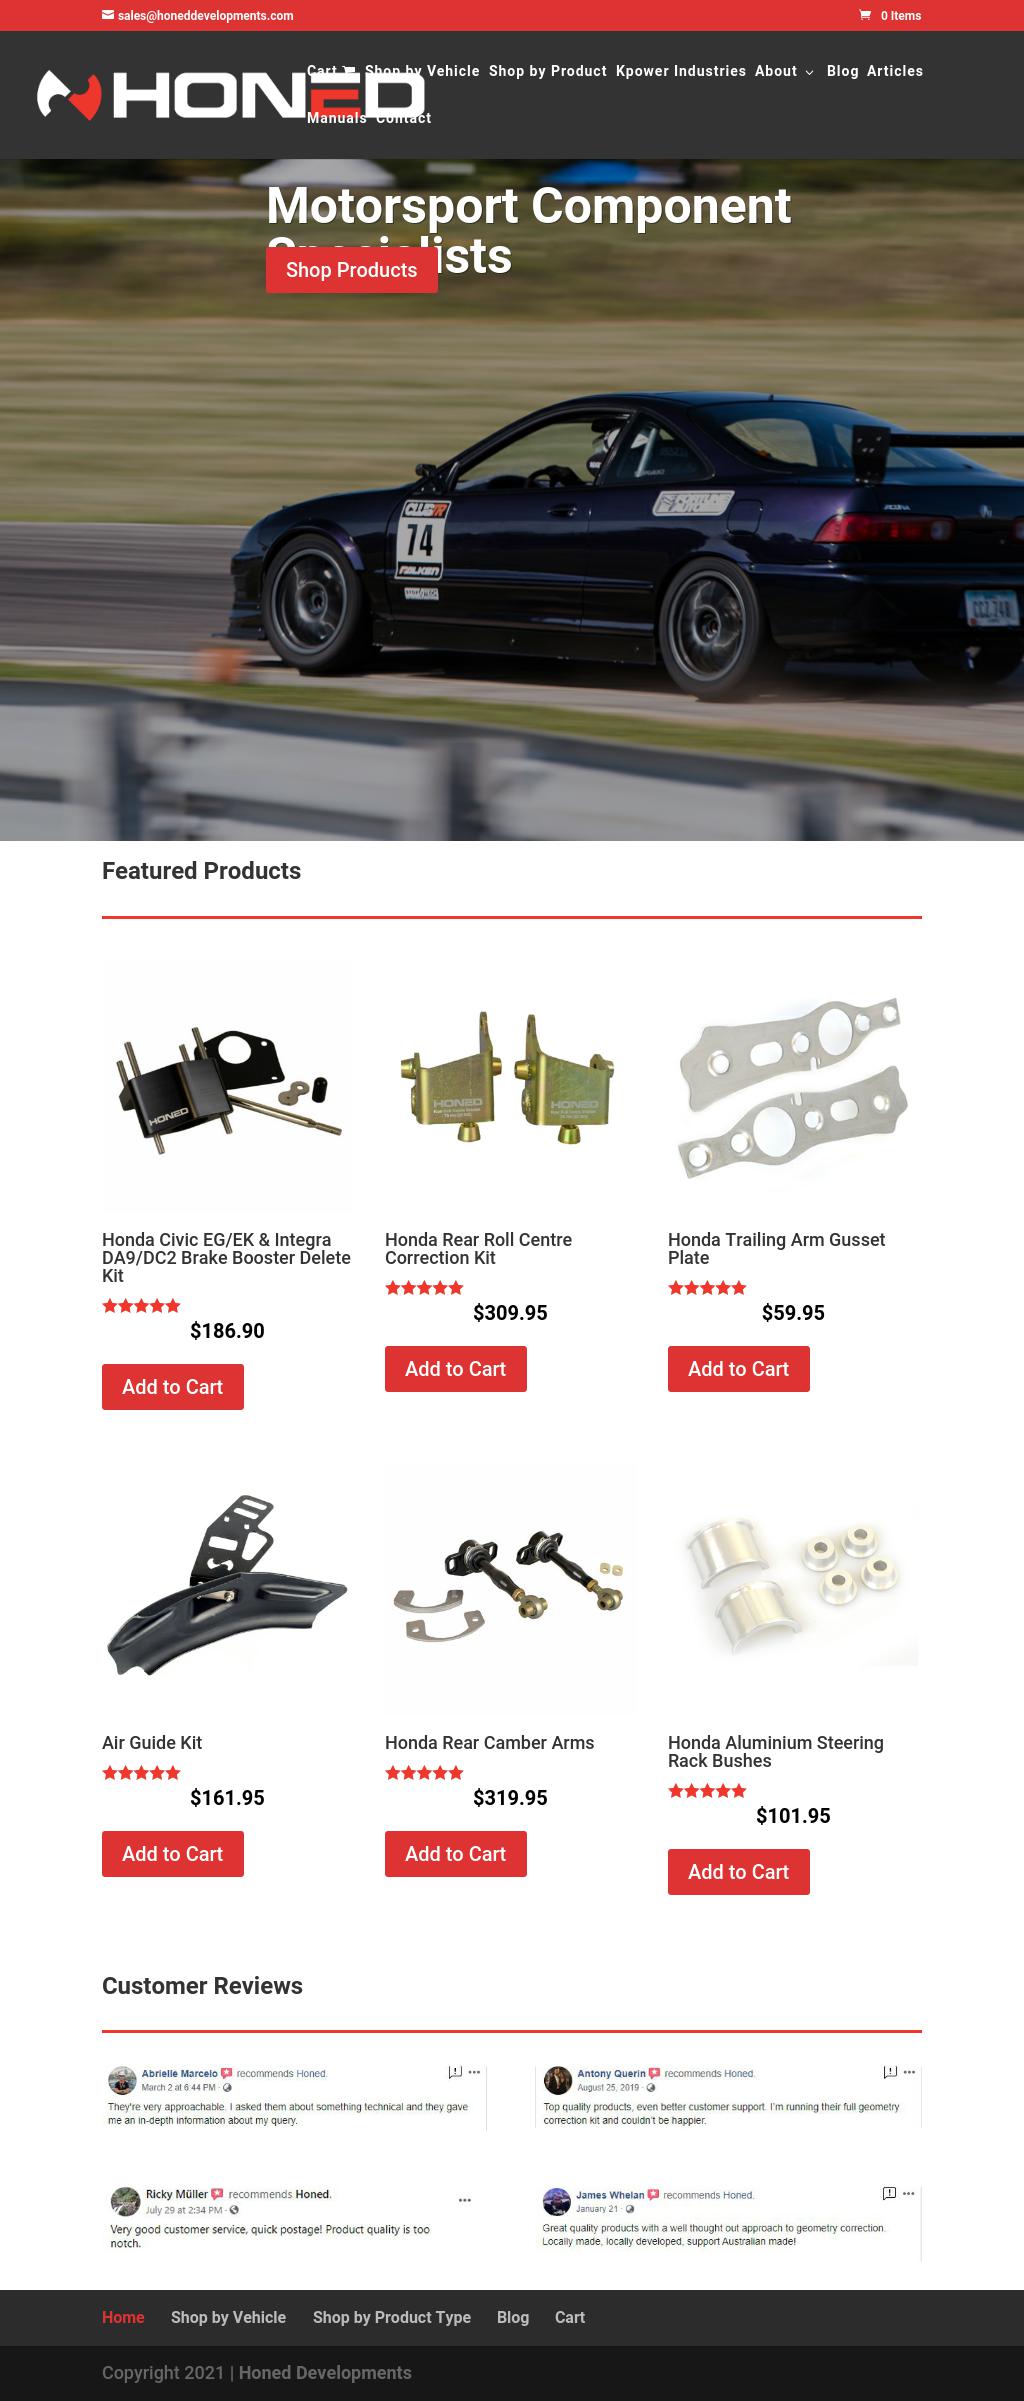 sales@honeddevelopments.com
0 Items
HONED
Cart Shop by Vehicle Shop by Product Kpower Industries About Blog Articles
Manuals Contact
Motorsport Component
Specialists
Shop Products
CLUBTR
74
FALKEN
FORTUNE AUTO
ACURA
Featured Products
HONED
HONED
HONED
Honda Civic EG/EK & Integra
DA9/DC2 Brake Booster Delete
Kit
$186.90
Add to Cart
Honda Rear Roll Centre
Correction Kit
$309.95
Add to Cart
Honda Trailing Arm Gusset
Plate
$59.95
Add to Cart
Air Guide Kit
$161.95
Add to Cart
Honda Rear Camber Arms
$319.95
Add to Cart
Honda Aluminium Steering
Rack Bushes
$101.95
Add to Cart
Customer Reviews
Abrielle Marcelo recommends Honed.
March 2 at 6:44 PM ·
They're very approachable. I asked them about something technical and they gave
me an in-depth information about my query.
Antony Querin recommends Honed.
August 25, 2019 ·
Top quality products, even better customer support. I'm running their full geometry
correction kit and couldn't be happier.
Ricky Müller recommends Honed.
July 29 at 2:34 PM ·
Very good customer service, quick postage! Product quality is too
notch.
James Whelan recommends Honed.
January 21 ·
Great quality products with a well thought out approach to geometry correction.
Locally made, locally developed, support Australian made!
Home Shop by Vehicle Shop by Product Type Blog Cart
Copyright 2021 | Honed Developments